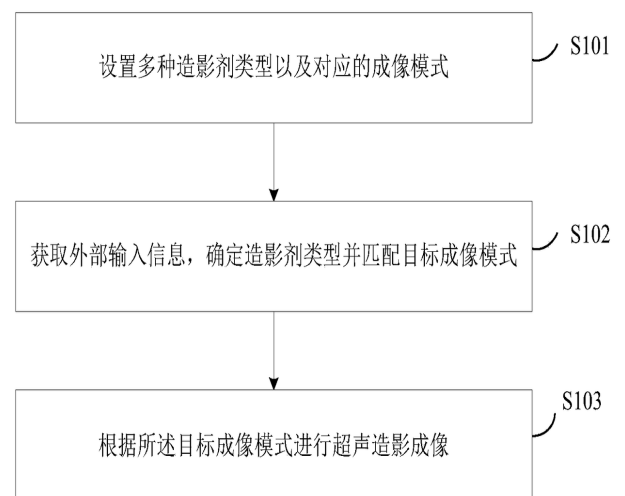 设置多种造影剂类型以及对应的成像模式
S101
获取外部输入信息，确定造影剂类型并匹配目标成像模式
S102
根据所述目标成像模式进行超声造影成像
S103